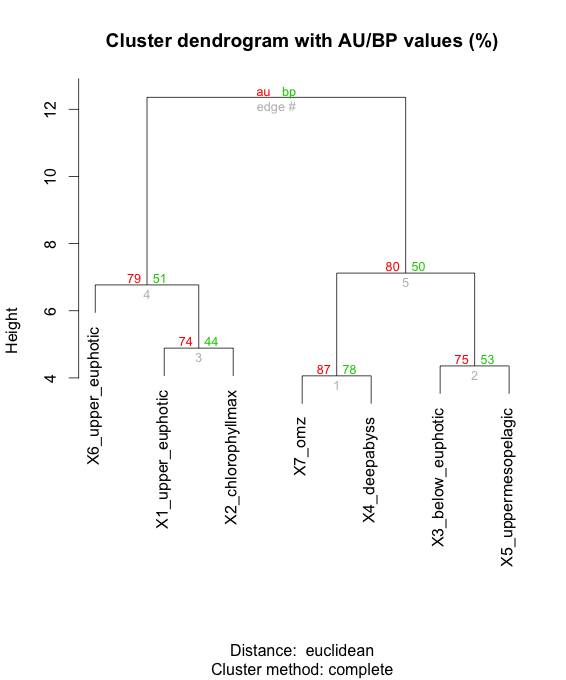 Cluster dendrogram with AU/BP values (%)
au bp
edge #
12
10
8
6
4
Height
79 51
4
80 50
5
74 44
3
87 78
1
75 53
2
X6_upper_euphotic
X1_upper_euphotic
X2_chlorophyllmax
X7_omz
X4_deepabyss
X3_below_euphotic
X5_uppermesopelagic
Distance: euclidean
Cluster method: complete